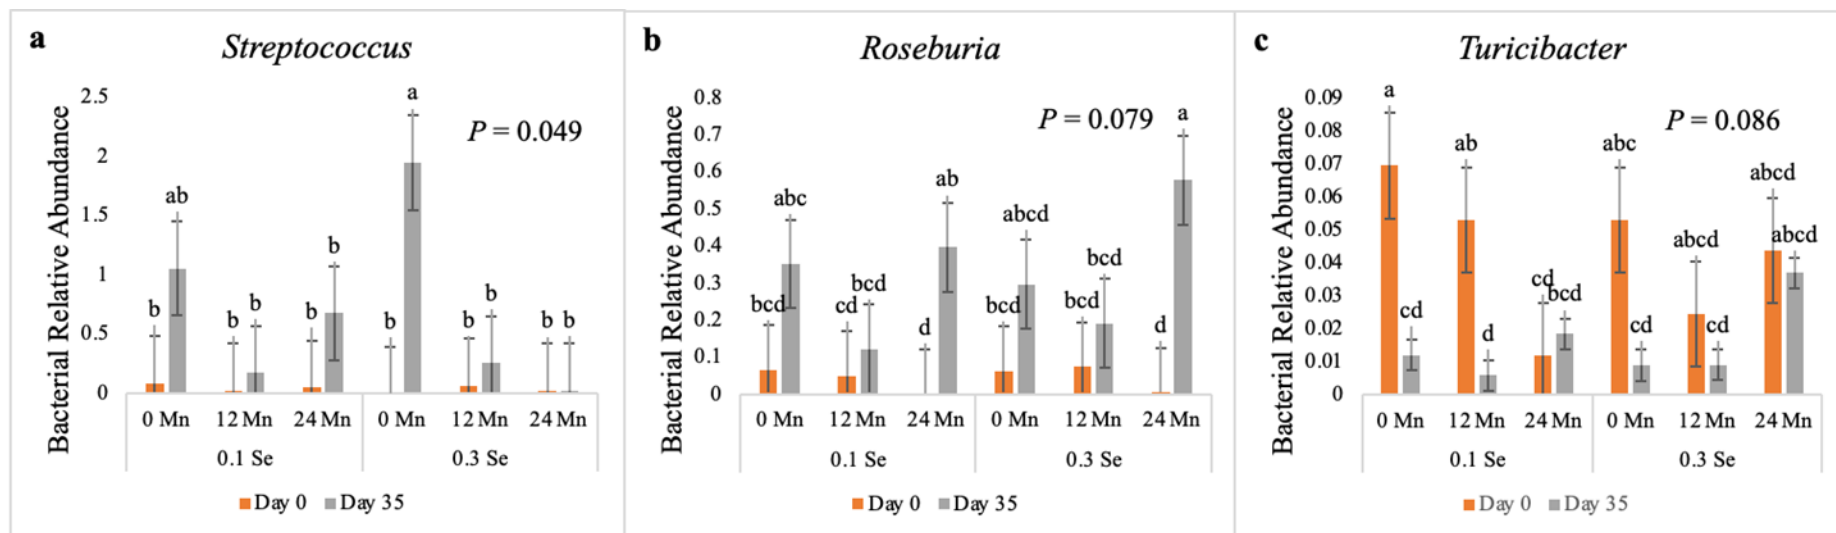 a
Streptococcus
Bacterial Relative Abundance
2.5
2
1.5
1
0.5
0
P = 0.049
b
ab
b
b
b
b
b
a
b
b
b
b
0 Mn 12 Mn 24 Mn 0 Mn 12 Mn 24 Mn
0.1 Se 0.3 Se
Day 0 Day 35
b
Roseburia
Bacterial Relative Abundance
0.8
0.7
0.6
0.5
0.4
0.3
0.2
0.1
0
P = 0.079
bcd
abc
cd
bcd
d
ab
bcd
abcd
bcd
bcd
d
a
0 Mn 12 Mn 24 Mn 0 Mn 12 Mn 24 Mn
0.1 Se 0.3 Se
Day 0 Day 35
c
Turicibacter
Bacterial Relative Abundance
0.09
0.08
0.07
0.06
0.05
0.04
0.03
0.02
0.01
0
P = 0.086
a
cd
ab
d
cd
bcd
abc
cd
abcd
cd
abcd
abcd
0 Mn 12 Mn 24 Mn 0 Mn 12 Mn 24 Mn
0.1 Se 0.3 Se
Day 0 Day 35